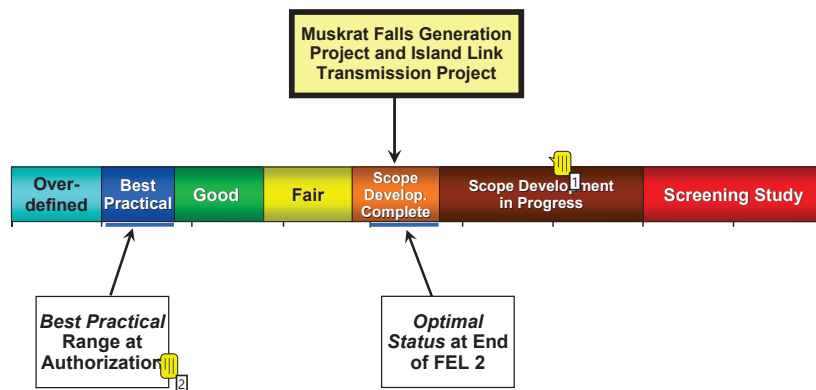 Muskrat Falls Generation
Project and Island Link
Transmission Project
Over-
defined
Best
Practical
Good
Fair
Scope
Develop.
Complete
Scope Development
in Progress
1
Screening Study
Best Practical
Range at
Authorization
2
Optimal
Status at End
of FEL 2